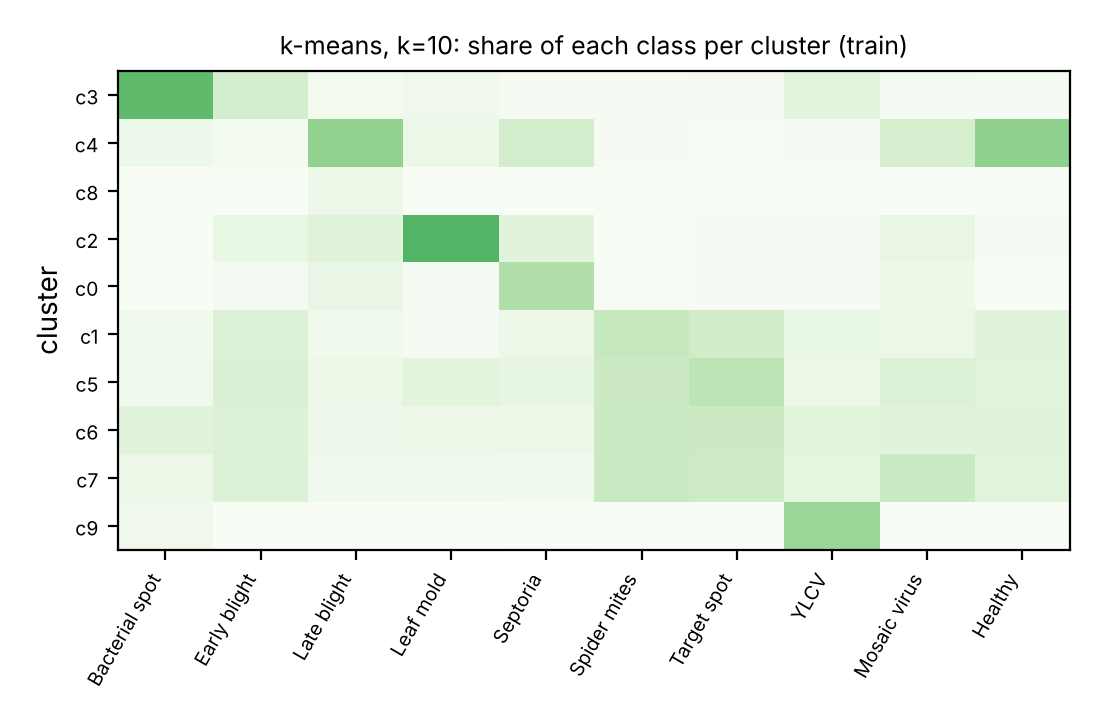 k-means, k=10: share of each class per cluster (train)
cluster
c3
c4
c8
c2
c0
c1
c5
c6
c7
c9
Bacterial spot
Early blight
Late blight
Leaf mold
Septoria
Spider mites
Target spot
YLCV
Mosaic virus
Healthy